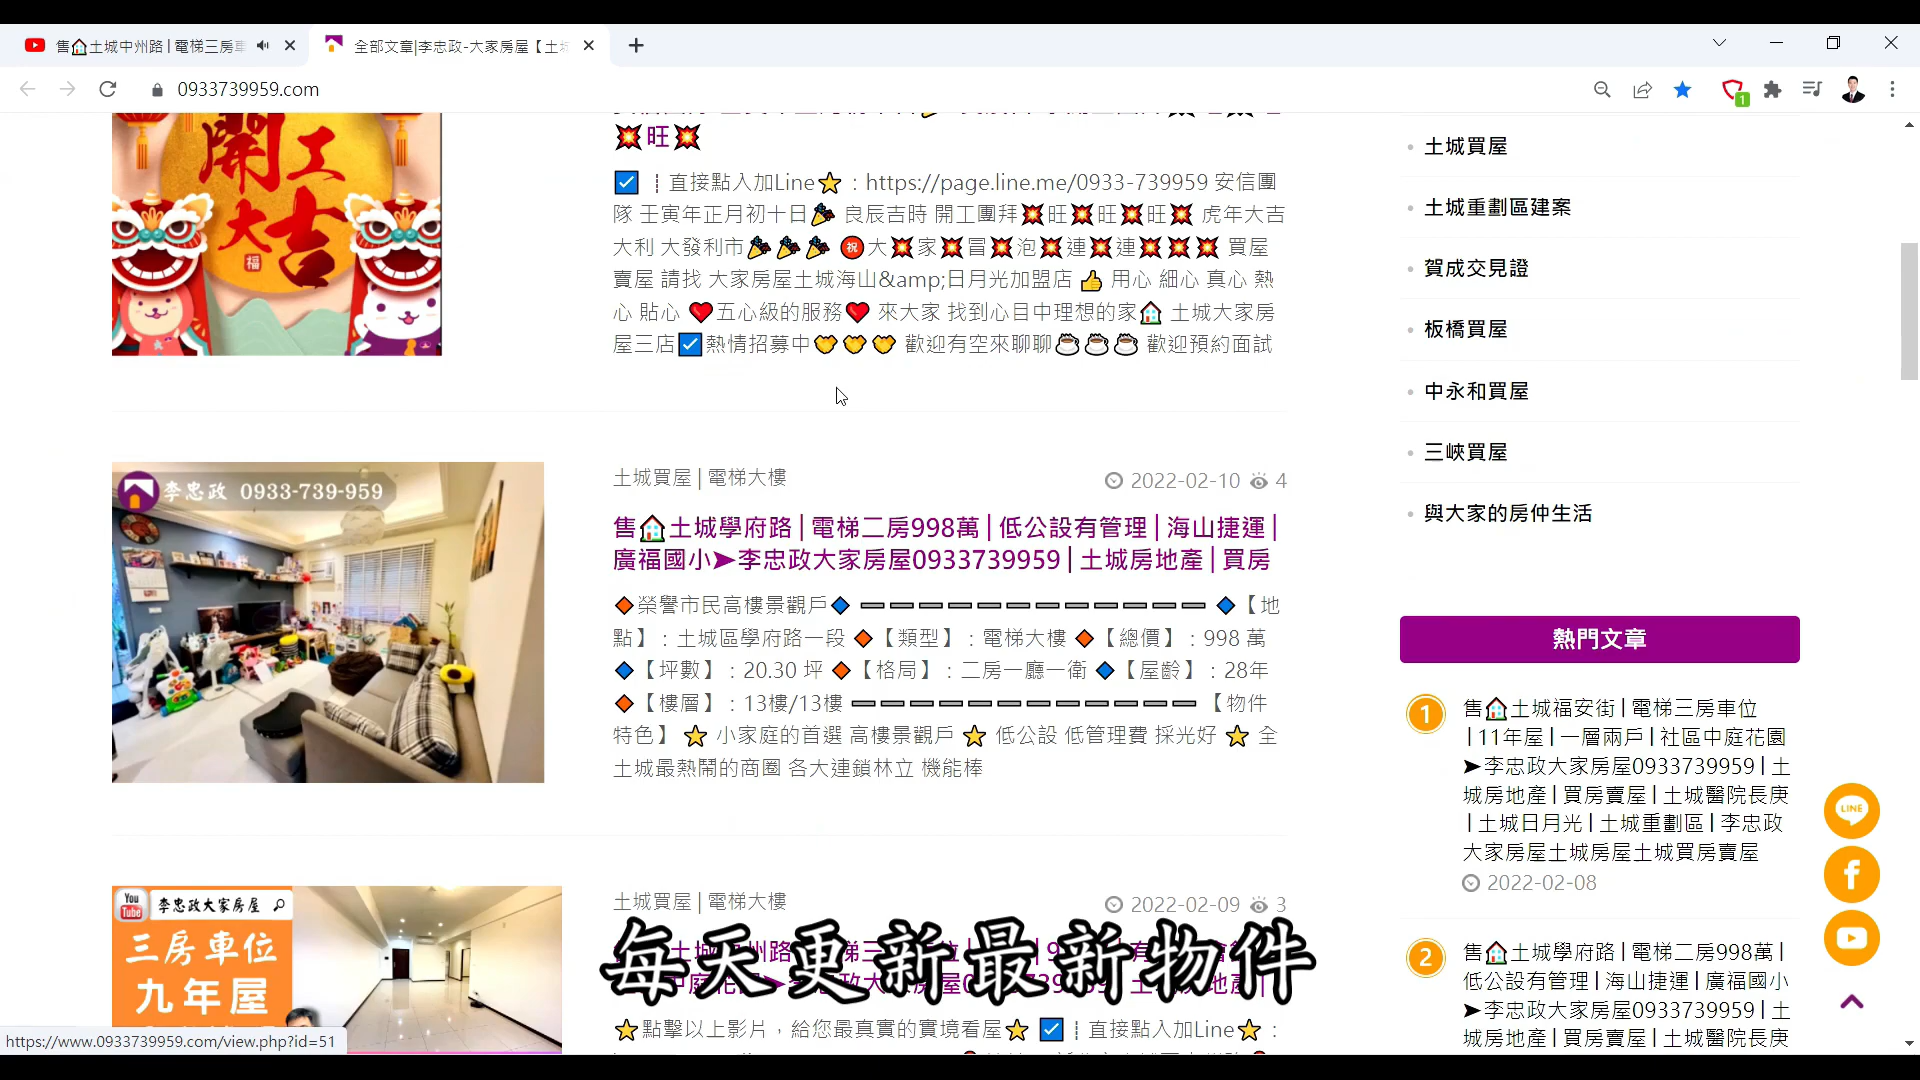 售🏠土城中州路 | 電梯三房車
全部文章|李忠政-大家房屋【土
0933739959.com
1
開工大吉
福
💥旺💥
☑️┆直接點入加Line⭐：https://page.line.me/0933-739959 安信團
隊 壬寅年正月初十日🎉 良辰吉時 開工團拜💥旺💥旺💥旺💥 虎年大吉
大利 大發利市🎉🎉🎉 ㊗️大💥家💥冒💥泡💥連💥連💥💥💥 買屋
賣屋 請找 大家房屋土城海山&amp;日月光加盟店 👍 用心 細心 真心 熱
心 貼心 ❤️五心級的服務❤️ 來大家 找到心目中理想的家🏠 土城大家房
屋三店☑️熱情招募中🤝🤝🤝 歡迎有空來聊聊☕☕☕ 歡迎預約面試
李忠政 0933-739-959
土城買屋 | 電梯大樓
2022-02-10 4
售🏠土城學府路 | 電梯二房998萬 | 低公設有管理 | 海山捷運 |
廣福國小➤李忠政大家房屋0933739959 | 土城房地產 | 買房
🔶榮譽市民高樓景觀戶🔷 ➖➖➖➖➖➖➖➖➖➖➖➖ 🔷【地
點】：土城區學府路一段 🔶【類型】：電梯大樓 🔶【總價】：998 萬
🔷【坪數】：20.30 坪 🔶【格局】：二房一廳一衛 🔷【屋齡】：28年
🔶【樓層】：13樓/13樓 ➖➖➖➖➖➖➖➖➖➖➖➖ 【物件
特色】 ⭐ 小家庭的首選 高樓景觀戶 ⭐ 低公設 低管理費 採光好 ⭐ 全
土城最熱鬧的商圈 各大連鎖林立 機能棒
You Tube 李忠政大家房屋
三房車位
九年屋
土城買屋 | 電梯大樓
2022-02-09 3
每天更新最新物件
⭐點擊以上影片，給您最真實的實境看屋⭐ ☑️┆直接點入加Line⭐：
土城買屋
土城重劃區建案
賀成交見證
板橋買屋
中永和買屋
三峽買屋
與大家的房仲生活
熱門文章
1
售🏠土城福安街 | 電梯三房車位
| 11年屋 | 一層兩戶 | 社區中庭花園
➤李忠政大家房屋0933739959 | 土
城房地產 | 買房賣屋 | 土城醫院長庚
| 土城日月光 | 土城重劃區 | 李忠政
大家房屋土城房屋土城買房賣屋
2022-02-08
2
售🏠土城學府路 | 電梯二房998萬 |
低公設有管理 | 海山捷運 | 廣福國小
➤李忠政大家房屋0933739959 | 土
城房地產 | 買房賣屋 | 土城醫院長庚
LINE
https://www.0933739959.com/view.php?id=51